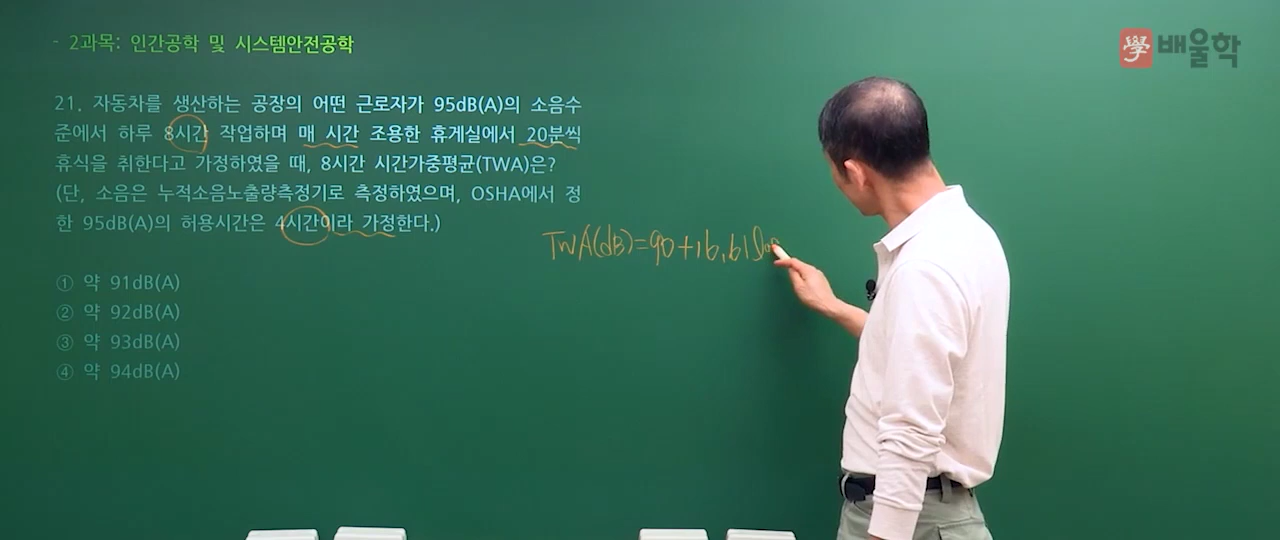 - 2과목: 인간공학 및 시스템안전공학
學 배울학
21. 자동차를 생산하는 공장의 어떤 근로자가 95dB(A)의 소음수
준에서 하루 8시간 작업하며 매 시간 조용한 휴게실에서 20분씩
휴식을 취한다고 가정하였을 때, 8시간 시간가중평균(TWA)은?
(단, 소음은 누적소음노출량측정기로 측정하였으며, OSHA에서 정
한 95dB(A)의 허용시간은 4시간이라 가정한다.)
TWA(dB)=90+16.61log
① 약 91dB(A)
② 약 92dB(A)
③ 약 93dB(A)
④ 약 94dB(A)